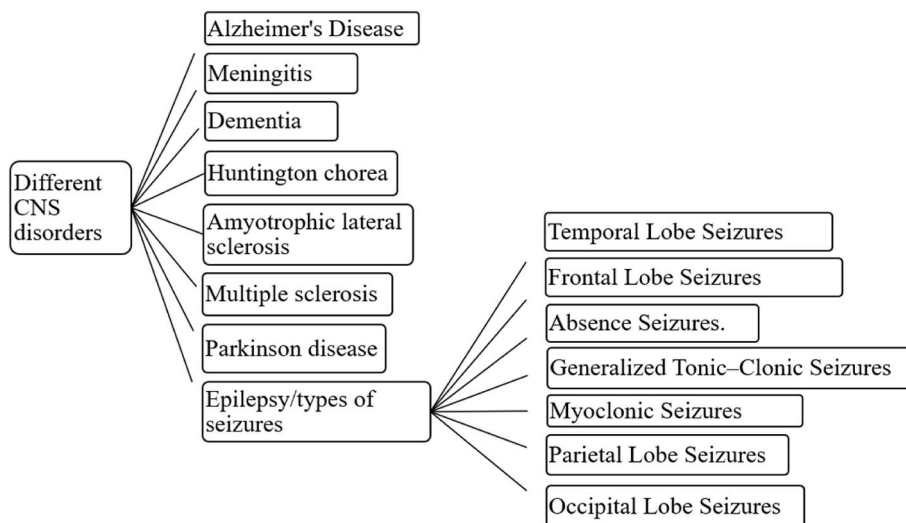 Alzheimer's Disease
Meningitis
Dementia
Huntington chorea
Different
CNS
disorders
Amyotrophic lateral
sclerosis
Multiple sclerosis
Parkinson disease
Epilepsy/types of
seizures
Temporal Lobe Seizures
Frontal Lobe Seizures
Absence Seizures.
Generalized Tonic–Clonic Seizures
Myoclonic Seizures
Parietal Lobe Seizures
Occipital Lobe Seizures